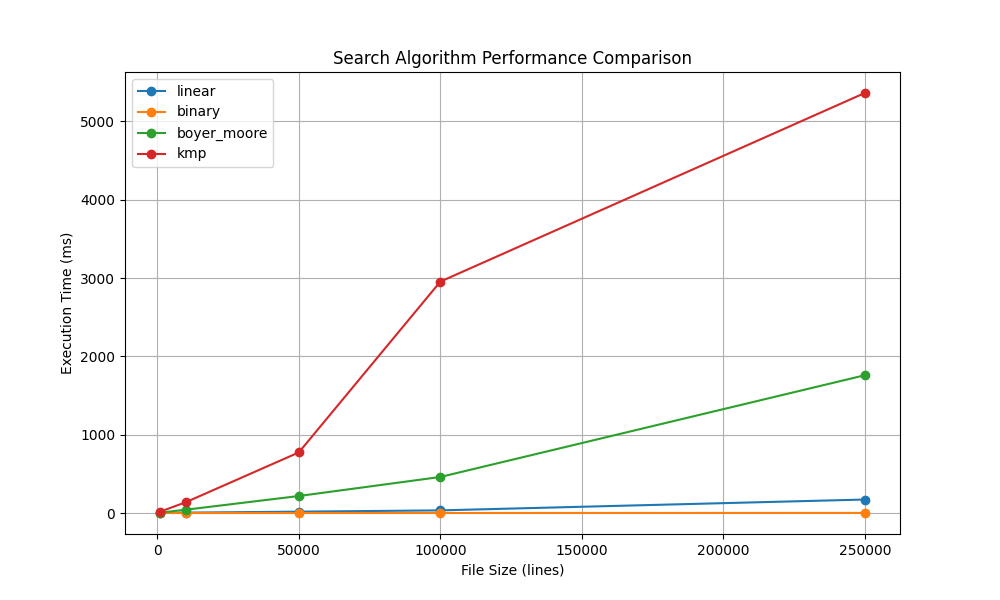 Search Algorithm Performance Comparison
linear
binary
boyer_moore
kmp
Execution Time (ms)
5000
4000
3000
2000
1000
0
0 50000 100000 150000 200000 250000
File Size (lines)